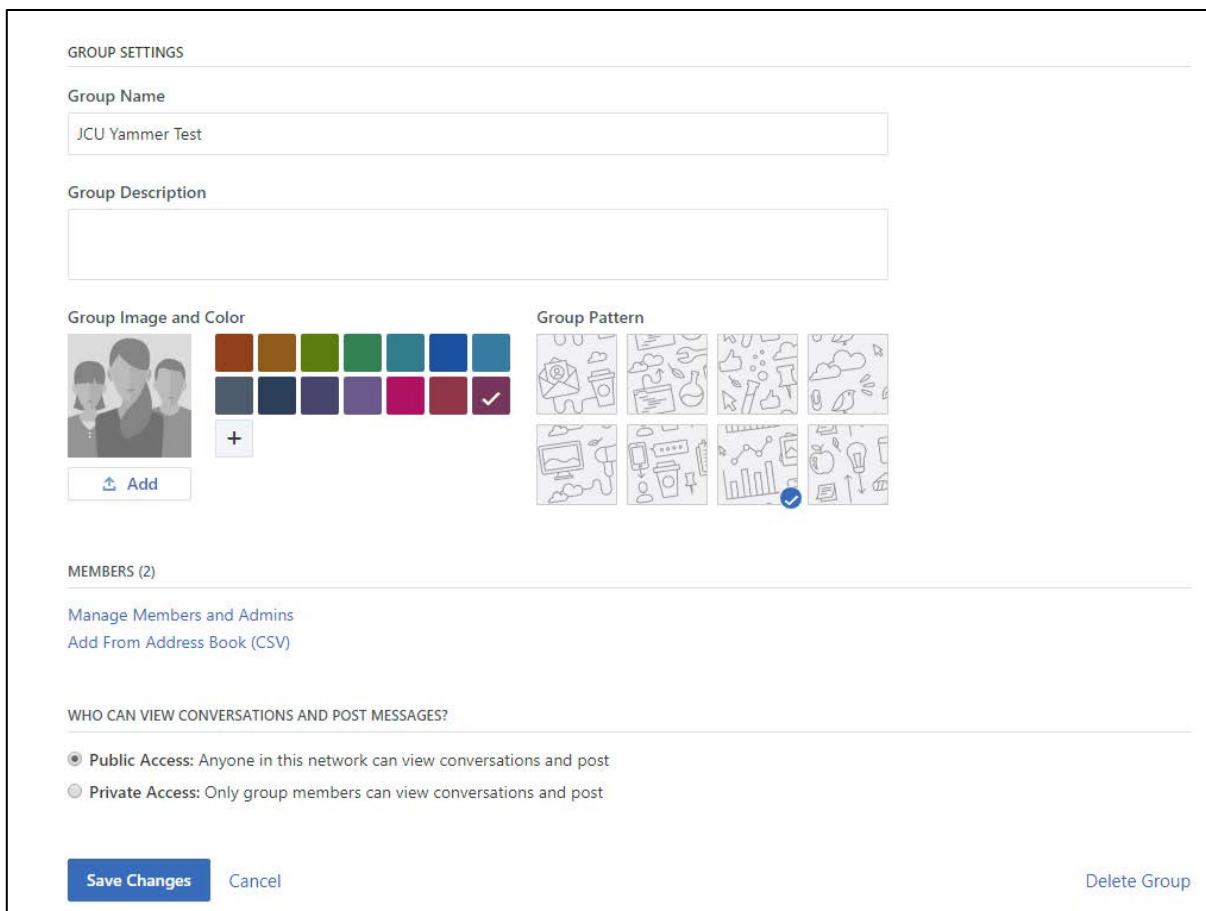 GROUP SETTINGS
Group Name
JCU Yammer Test
Group Description
Group Image and Color
Group Pattern
+
Add
MEMBERS (2)
Manage Members and Admins
Add From Address Book (CSV)
WHO CAN VIEW CONVERSATIONS AND POST MESSAGES?
Public Access: Anyone in this network can view conversations and post
Private Access: Only group members can view conversations and post
Save Changes Cancel Delete Group